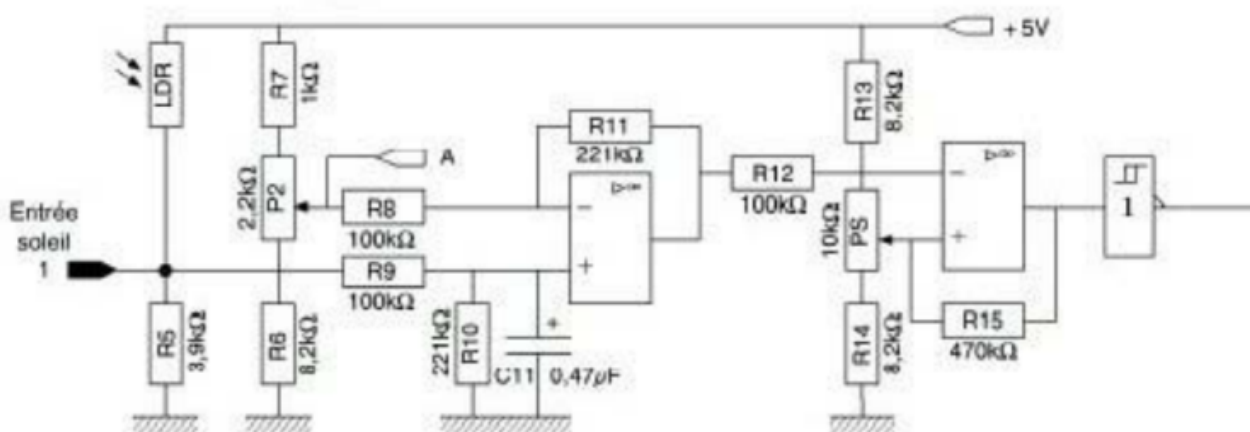 +5V
LDR
R7
1kΩ
R13
8,2kΩ
R11
221kΩ
A
2,2kΩ
P2
R8
100kΩ
R12
100kΩ
▷∞
-
+
▷∞
-
+
1
Entrée
soleil
1
10kΩ
PS
R9
100kΩ
R5
3,9kΩ
R6
8,2kΩ
221kΩ
R10
+
C11 0,47µF
R14
8,2kΩ
R15
470kΩ